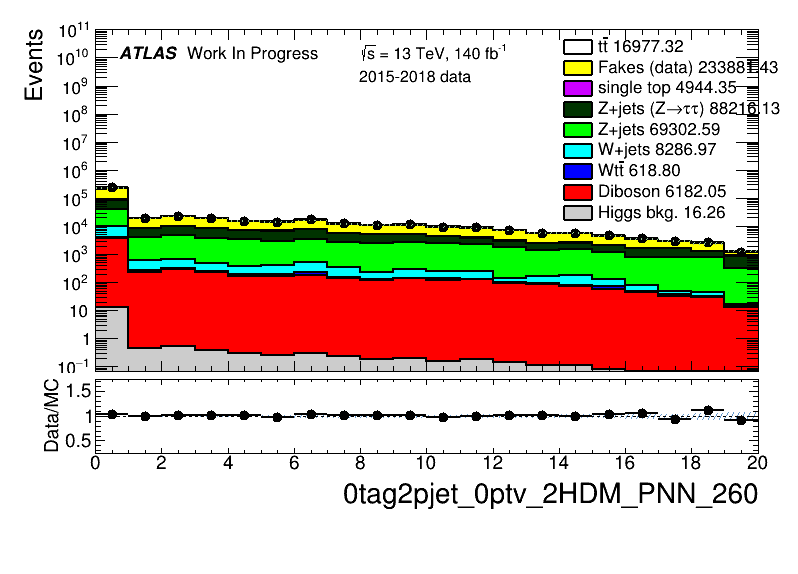 Events
10¹¹
10¹⁰
10⁹
10⁸
10⁷
10⁶
10⁵
10⁴
10³
10²
10
1
10⁻¹
ATLAS Work In Progress
√s = 13 TeV, 140 fb⁻¹
2015-2018 data
tt̄ 16977.32
Fakes (data) 233881.43
single top 4944.35
Z+jets (Z→ττ) 88216.13
Z+jets 69302.59
W+jets 8286.97
Wtt̄ 618.80
Diboson 6182.05
Higgs bkg. 16.26
Data/MC
1.5
1
0.5
0 2 4 6 8 10 12 14 16 18 20
0tag2pjet_0ptv_2HDM_PNN_260